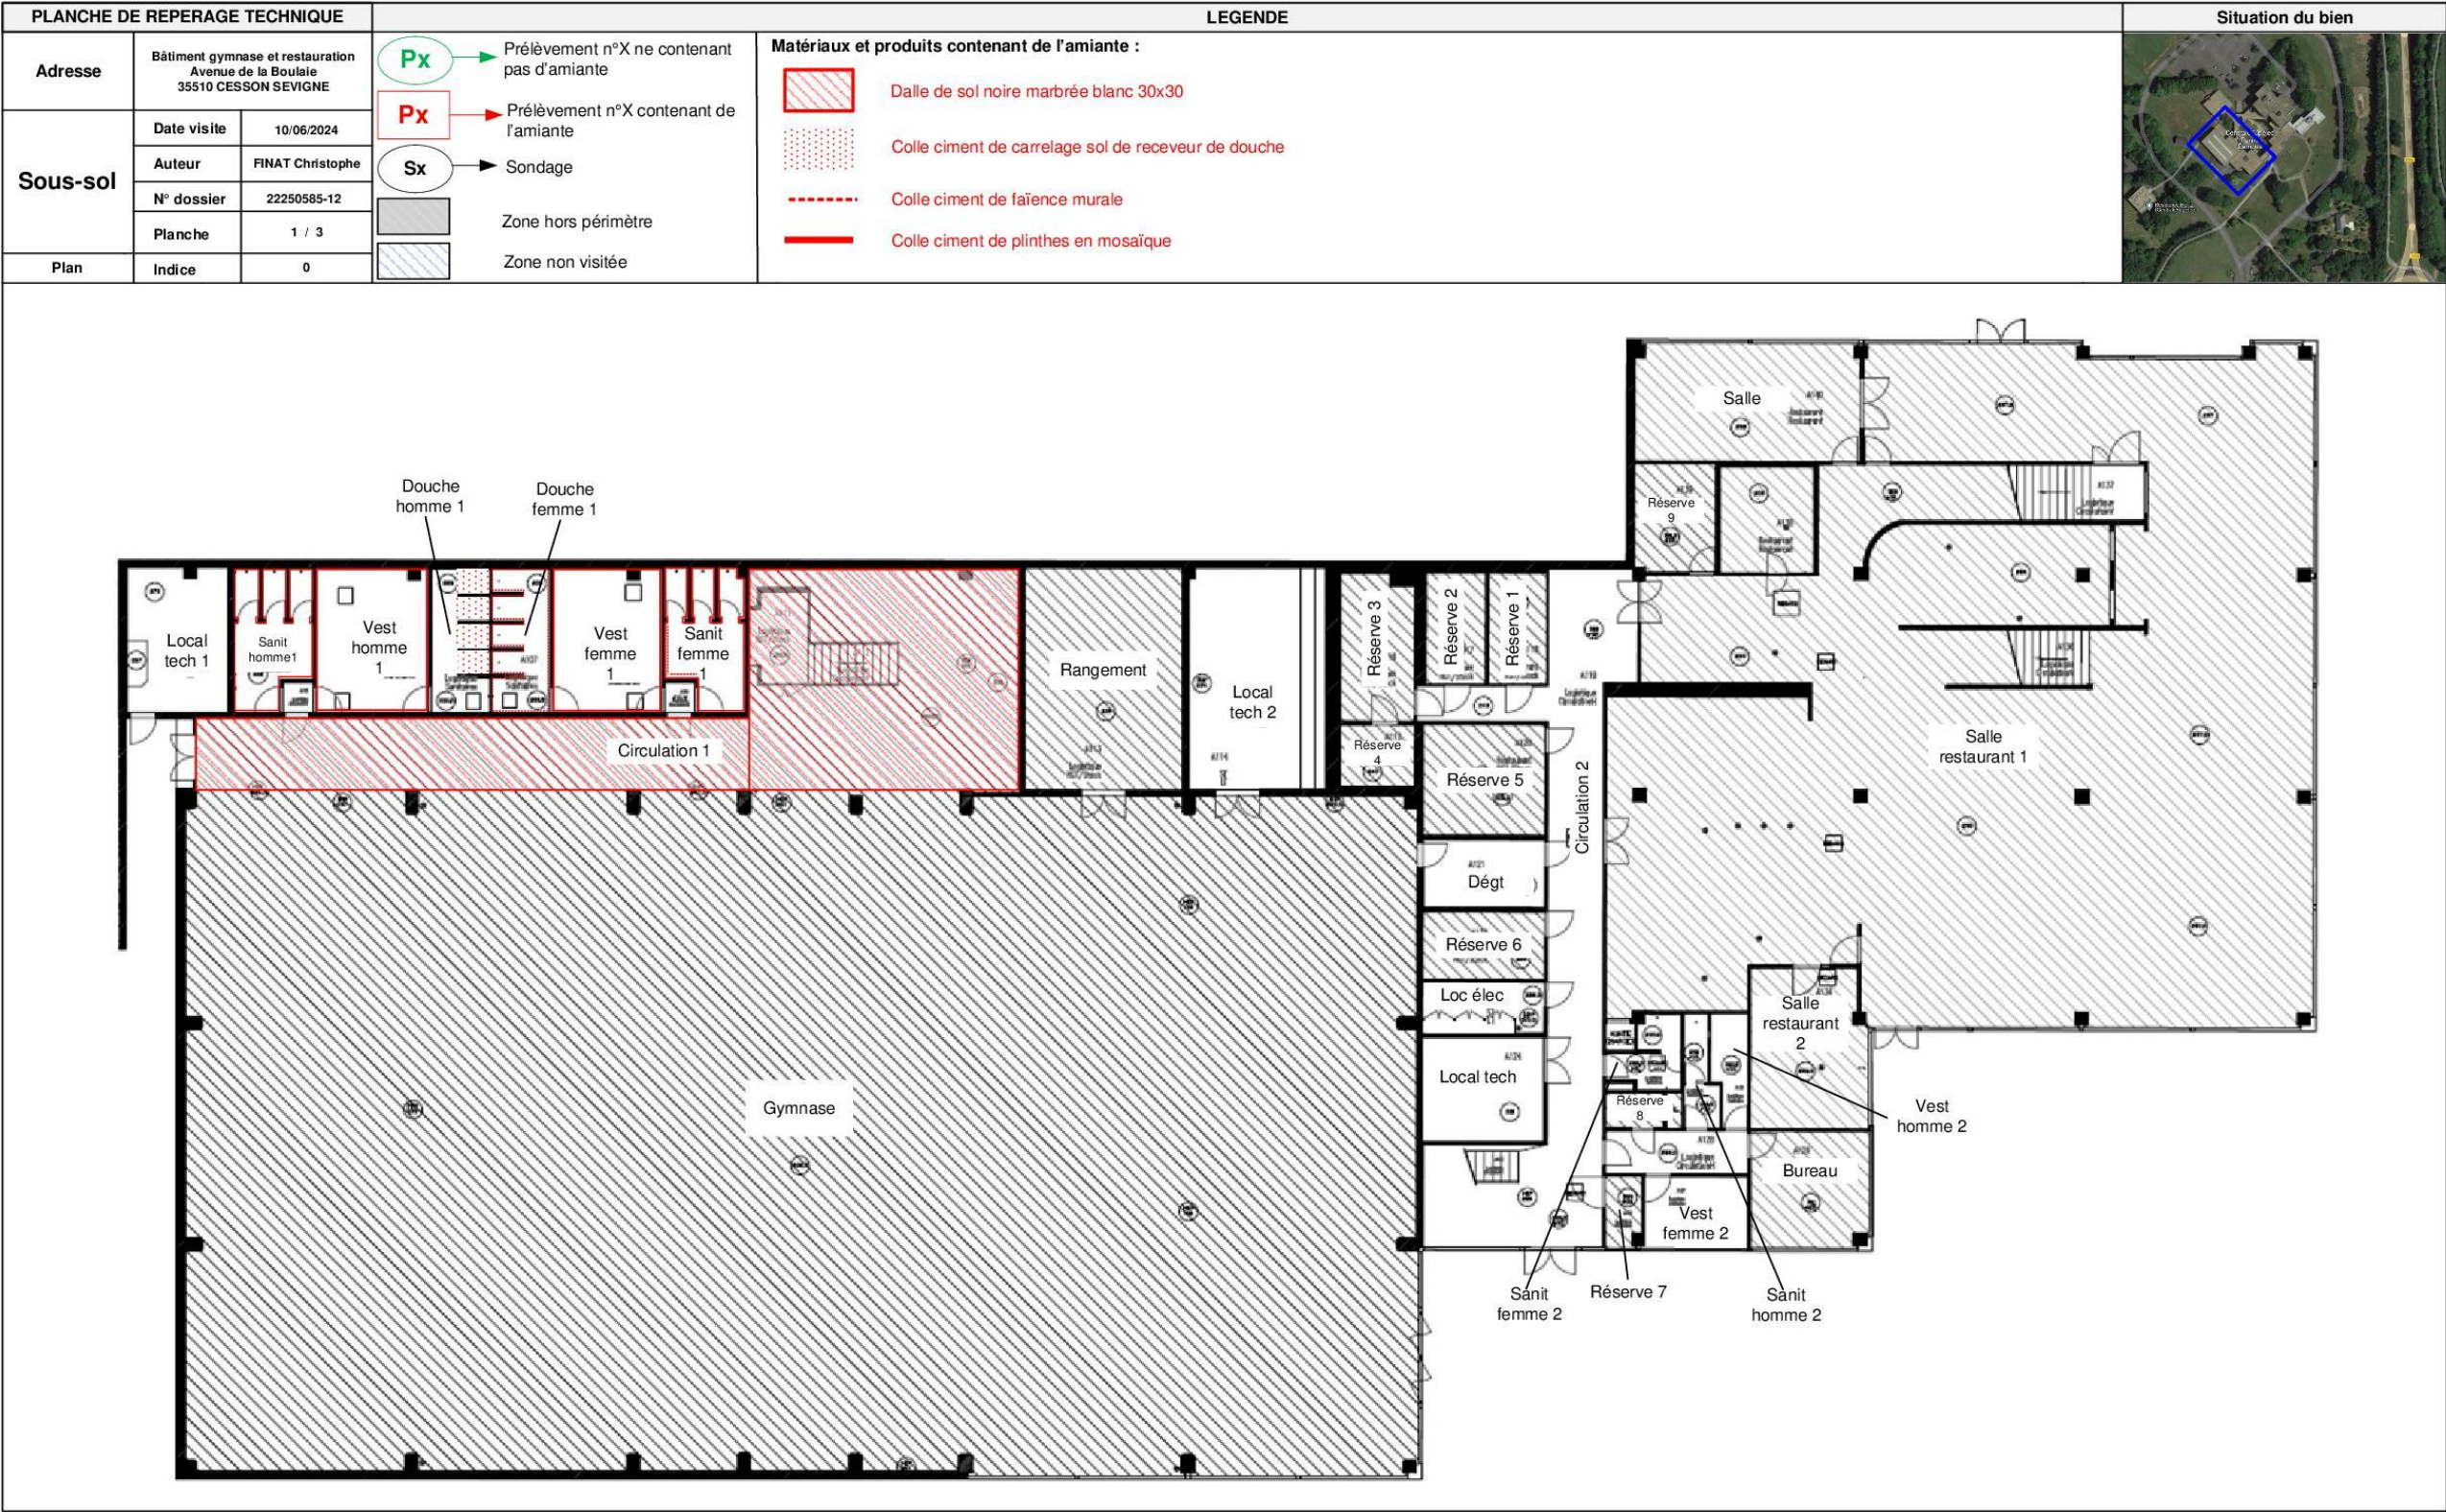 PLANCHE DE REPERAGE TECHNIQUE
LEGENDE
Situation du bien
Adresse
Bâtiment gymnase et restauration
Avenue de la Boulaie
35510 CESSON SEVIGNE
Sous-sol
Date visite
10/06/2024
Auteur
FINAT Christophe
N° dossier
22250585-12
Planche
1 / 3
Plan
Indice
0
Px
Prélèvement n°X ne contenant
pas d'amiante
Px
Prélèvement n°X contenant de
l'amiante
Sx
Sondage
Zone hors périmètre
Zone non visitée
Matériaux et produits contenant de l'amiante :
Dalle de sol noire marbrée blanc 30x30
Colle ciment de carrelage sol de receveur de douche
Colle ciment de faïence murale
Colle ciment de plinthes en mosaïque
Salle
Réserve
9
Douche
homme 1
Douche
femme 1
Local
tech 1
Sanit
homme1
Vest
homme
1
Vest
femme
1
Sanit
femme
1
Rangement
Local
tech 2
A114
Réserve 3
Réserve 2
Réserve 1
Réserve
4
Circulation 1
Réserve 5
Circulation 2
Salle
restaurant 1
A121
Dégt
Réserve 6
Loc élec
A124
Local tech
Salle
restaurant
2
Réserve
8
Vest
homme 2
Gymnase
Bureau
Vest
femme 2
Sanit
femme 2
Réserve 7
Sanit
homme 2